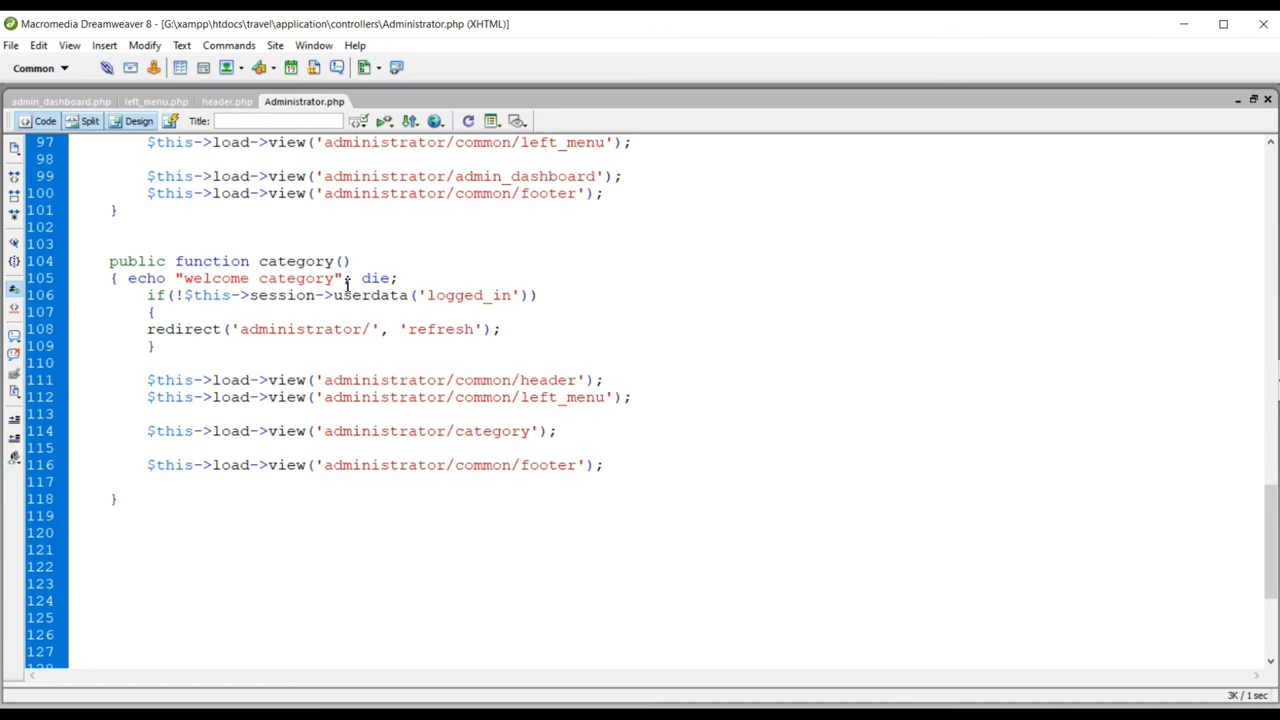 Macromedia Dreamweaver 8 - [G:\xampp\htdocs\travel\application\controllers\Administrator.php (XHTML)]
File Edit View Insert Modify Text Commands Site Window Help
Common
admin_dashboard.php left_menu.php header.php Administrator.php
Code Split Design Title:
97 $this->load->view('administrator/common/left_menu');
98
99 $this->load->view('administrator/admin_dashboard');
100 $this->load->view('administrator/common/footer');
101 }
102
103
104 public function category()
105 { echo "welcome category"; die;
106 if(!$this->session->userdata('logged_in'))
107 {
108 redirect('administrator/', 'refresh');
109 }
110
111 $this->load->view('administrator/common/header');
112 $this->load->view('administrator/common/left_menu');
113
114 $this->load->view('administrator/category');
115
116 $this->load->view('administrator/common/footer');
117
118 }
119
120
121
122
123
124
125
126
127
128
3K / 1 sec